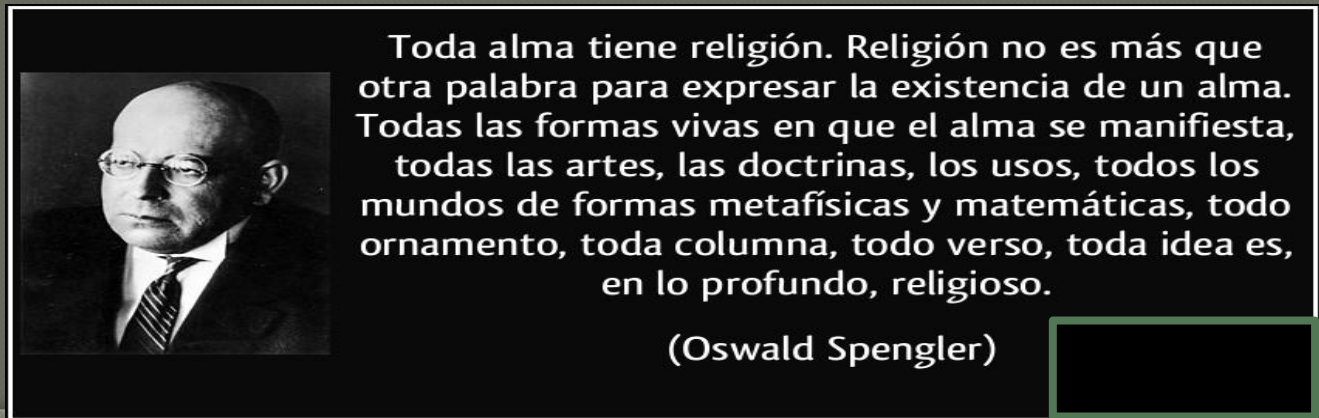 Toda alma tiene religión. Religión no es más que
otra palabra para expresar la existencia de un alma.
Todas las formas vivas en que el alma se manifiesta,
todas las artes, las doctrinas, los usos, todos los
mundos de formas metafísicas y matemáticas, todo
ornamento, toda columna, todo verso, toda idea es,
en lo profundo, religioso.
(Oswald Spengler)